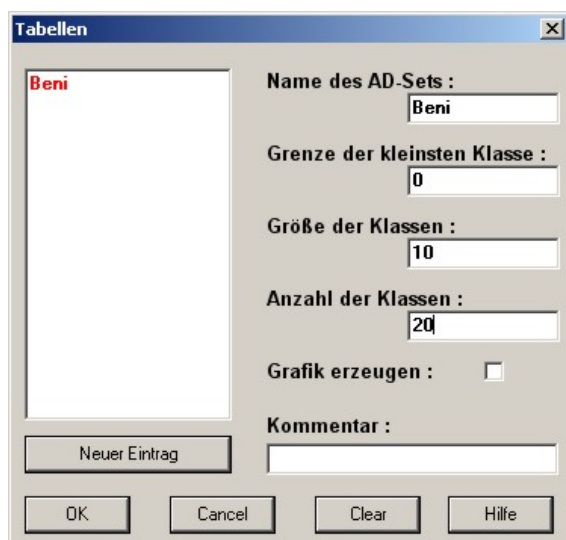 Tabellen
Beni
Name des AD-Sets :
Beni
Grenze der kleinsten Klasse :
0
Größe der Klassen :
10
Anzahl der Klassen :
20
Grafik erzeugen :
Kommentar :
Neuer Eintrag
OK
Cancel
Clear
Hilfe